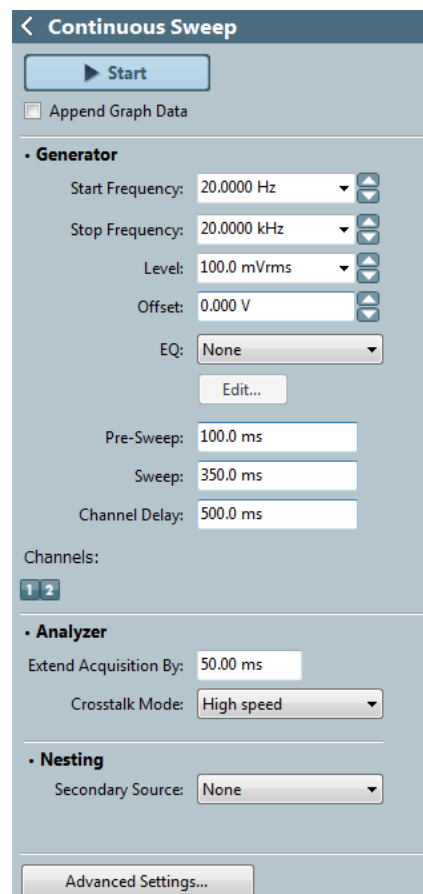 Continuous Sweep
Start
Append Graph Data
Generator
Start Frequency: 20.0000 Hz
Stop Frequency: 20.0000 kHz
Level: 100.0 mVrms
Offset: 0.000 V
EQ: None
Edit...
Pre-Sweep: 100.0 ms
Sweep: 350.0 ms
Channel Delay: 500.0 ms
Channels:
1 2
Analyzer
Extend Acquisition By: 50.00 ms
Crosstalk Mode: High speed
Nesting
Secondary Source: None
Advanced Settings...